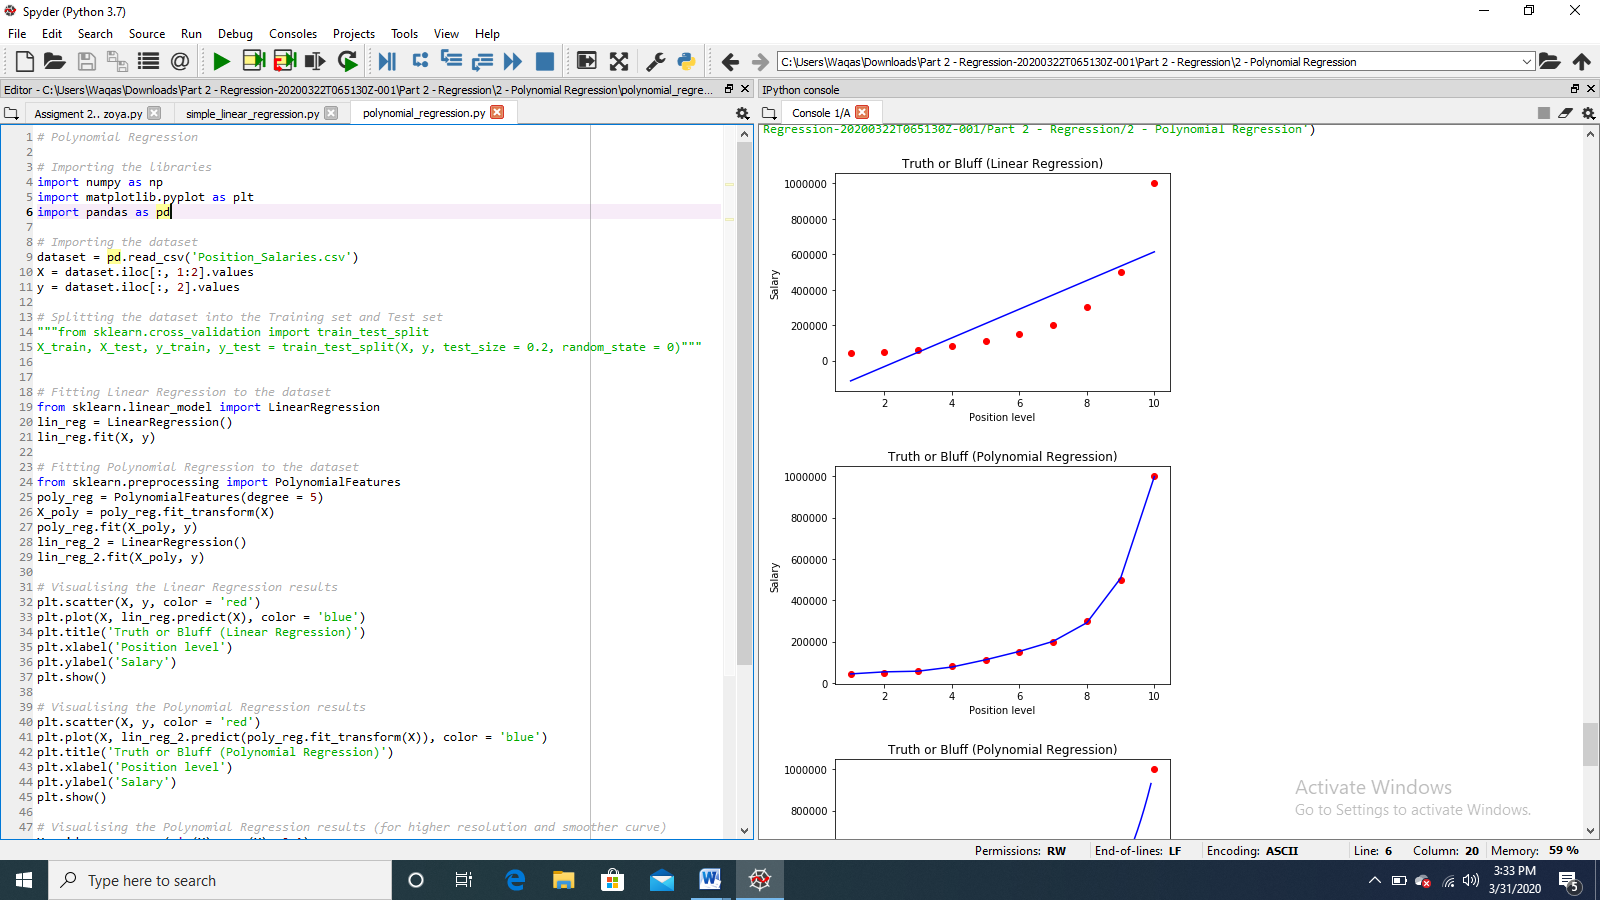 Spyder (Python 3.7)
File Edit Search Source Run Debug Consoles Projects Tools View Help
C:\Users\Waqas\Downloads\Part 2 - Regression-20200322T065130Z-001\Part 2 - Regression\2 - Polynomial Regression
Editor - C:\Users\Waqas\Downloads\Part 2 - Regression-20200322T065130Z-001\Part 2 - Regression\2 - Polynomial Regression\polynomial_regre...
Assigment 2.. zoya.py simple_linear_regression.py polynomial_regression.py
1 # Polynomial Regression
2
3 # Importing the libraries
4 import numpy as np
5 import matplotlib.pyplot as plt
6 import pandas as pd
7
8 # Importing the dataset
9 dataset = pd.read_csv('Position_Salaries.csv')
10 X = dataset.iloc[:, 1:2].values
11 y = dataset.iloc[:, 2].values
12
13 # Splitting the dataset into the Training set and Test set
14 """from sklearn.cross_validation import train_test_split
15 X_train, X_test, y_train, y_test = train_test_split(X, y, test_size = 0.2, random_state = 0)"""
16
17
18 # Fitting Linear Regression to the dataset
19 from sklearn.linear_model import LinearRegression
20 lin_reg = LinearRegression()
21 lin_reg.fit(X, y)
22
23 # Fitting Polynomial Regression to the dataset
24 from sklearn.preprocessing import PolynomialFeatures
25 poly_reg = PolynomialFeatures(degree = 5)
26 X_poly = poly_reg.fit_transform(X)
27 poly_reg.fit(X_poly, y)
28 lin_reg_2 = LinearRegression()
29 lin_reg_2.fit(X_poly, y)
30
31 # Visualising the Linear Regression results
32 plt.scatter(X, y, color = 'red')
33 plt.plot(X, lin_reg.predict(X), color = 'blue')
34 plt.title('Truth or Bluff (Linear Regression)')
35 plt.xlabel('Position level')
36 plt.ylabel('Salary')
37 plt.show()
38
39 # Visualising the Polynomial Regression results
40 plt.scatter(X, y, color = 'red')
41 plt.plot(X, lin_reg_2.predict(poly_reg.fit_transform(X)), color = 'blue')
42 plt.title('Truth or Bluff (Polynomial Regression)')
43 plt.xlabel('Position level')
44 plt.ylabel('Salary')
45 plt.show()
46
47 # Visualising the Polynomial Regression results (for higher resolution and smoother curve)
IPython console
Console 1/A
Regression-20200322T065130Z-001/Part 2 - Regression/2 - Polynomial Regression')
Truth or Bluff (Linear Regression)
1000000
800000
600000
400000
200000
0
Salary
2 4 6 8 10
Position level
Truth or Bluff (Polynomial Regression)
1000000
800000
600000
400000
200000
0
Salary
2 4 6 8 10
Position level
Truth or Bluff (Polynomial Regression)
1000000
800000
Activate Windows
Go to Settings to activate Windows.
Permissions: RW End-of-lines: LF Encoding: ASCII Line: 6 Column: 20 Memory: 59 %
Type here to search
3:33 PM
3/31/2020
5